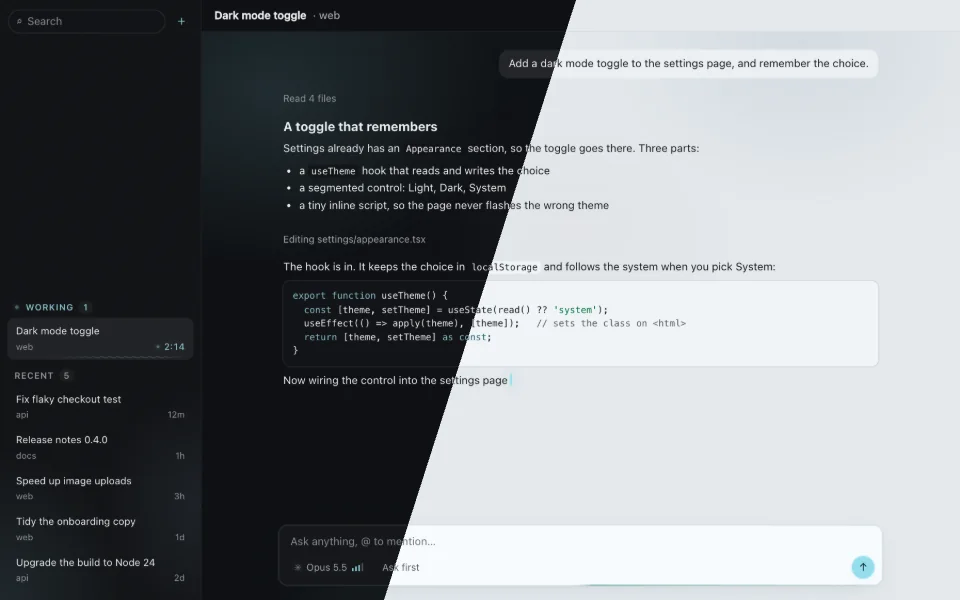 Search
+
Dark mode toggle · web
Add a dark mode toggle to the settings page, and remember the choice.
Read 4 files
A toggle that remembers
Settings already has an Appearance section, so the toggle goes there. Three parts:
• a useTheme hook that reads and writes the choice
• a segmented control: Light, Dark, System
• a tiny inline script, so the page never flashes the wrong theme
Editing settings/appearance.tsx
The hook is in. It keeps the choice in localStorage and follows the system when you pick System:
export function useTheme() {
const [theme, setTheme] = useState(read() ?? 'system');
useEffect(() => apply(theme), [theme]); // sets the class on <html>
return [theme, setTheme] as const;
}
Now wiring the control into the settings page
WORKING 1
Dark mode toggle
web 2:14
RECENT 5
Fix flaky checkout test
api 12m
Release notes 0.4.0
docs 1h
Speed up image uploads
web 3h
Tidy the onboarding copy
web 1d
Upgrade the build to Node 24
api 2d
Ask anything, @ to mention…
Opus 5.5 Ask first